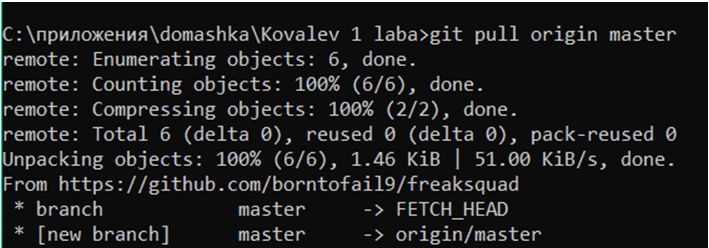 C:\приложения\domashka\Kovalev 1 laba>git pull origin master
remote: Enumerating objects: 6, done.
remote: Counting objects: 100% (6/6), done.
remote: Compressing objects: 100% (2/2), done.
remote: Total 6 (delta 0), reused 0 (delta 0), pack-reused 0
Unpacking objects: 100% (6/6), 1.46 KiB | 51.00 KiB/s, done.
From https://github.com/borntofail9/freaksquad
 * branch            master     -> FETCH_HEAD
 * [new branch]      master     -> origin/master